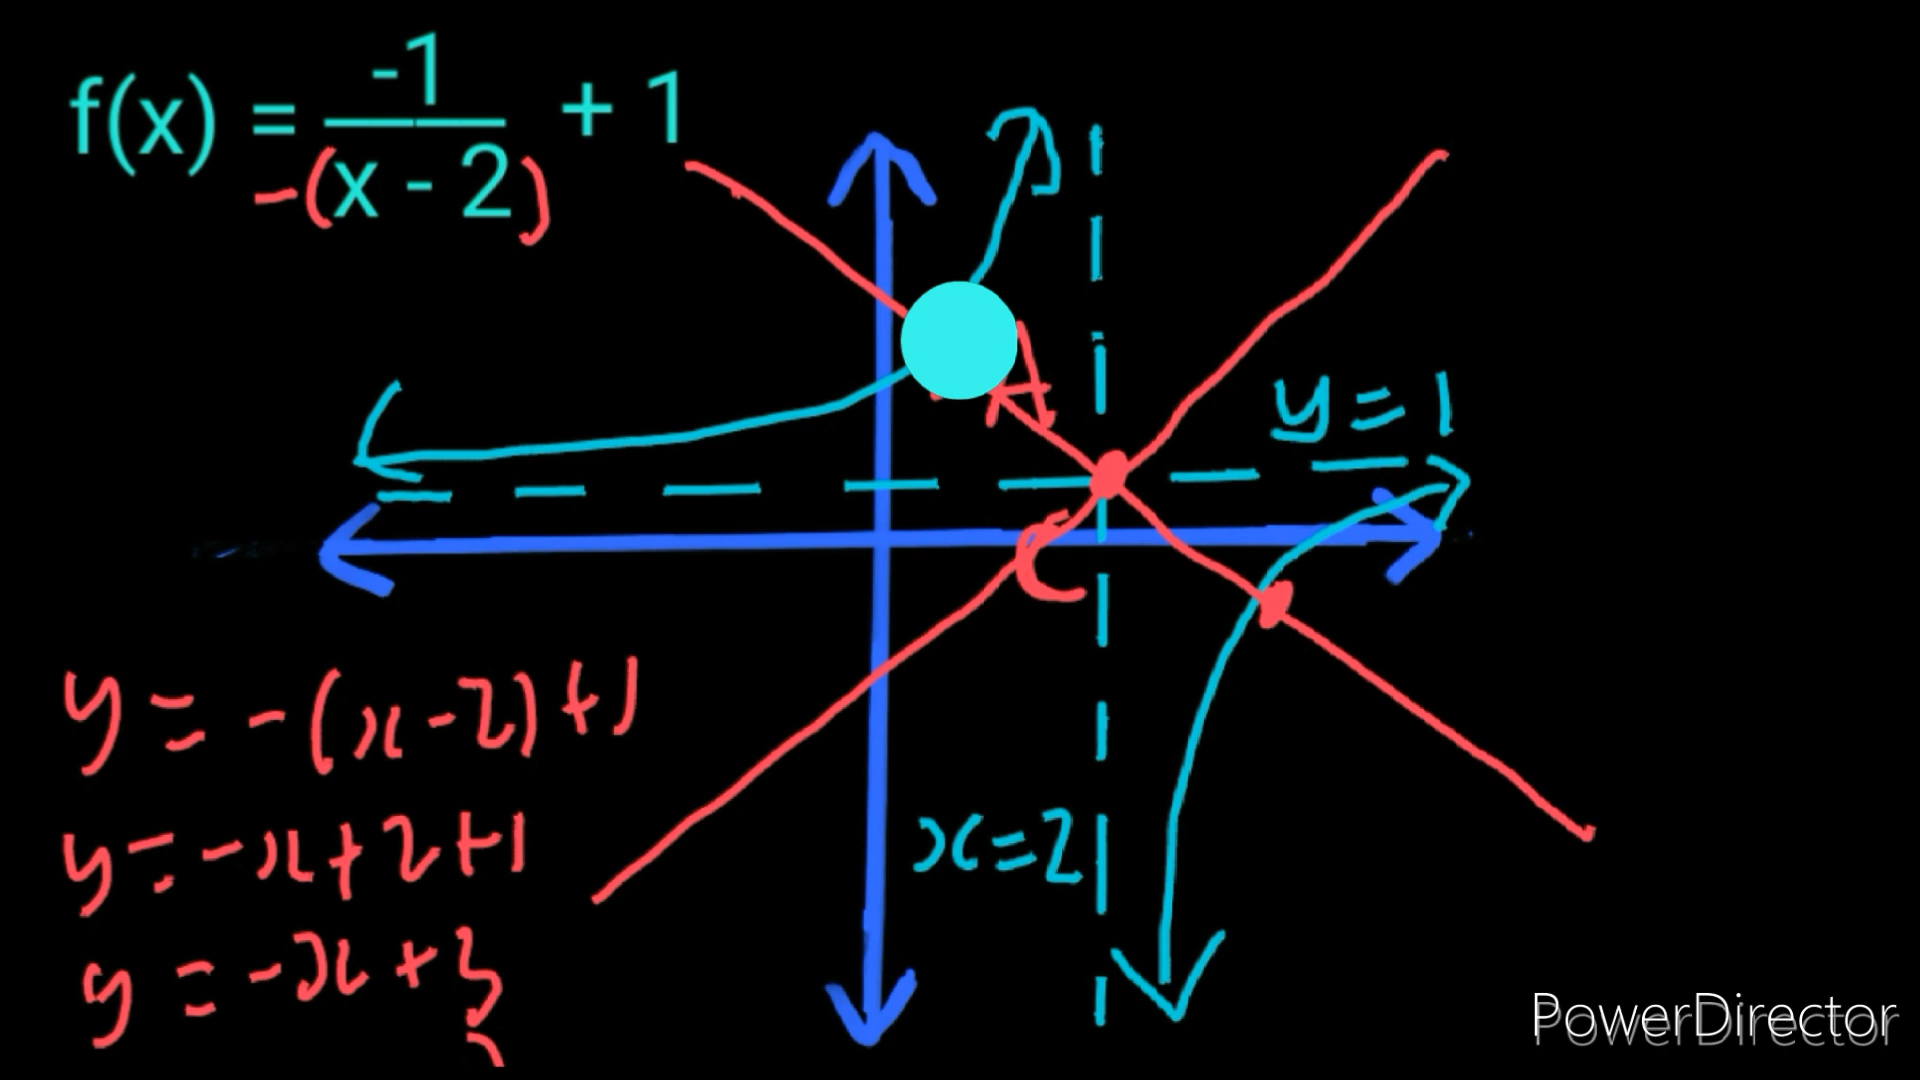 f(x) = -1/-(x - 2) + 1
A
y = 1
C
y = -(x - 2) + 1
y = -x + 2 + 1
x = 2
y = -x + 3
PowerDirector